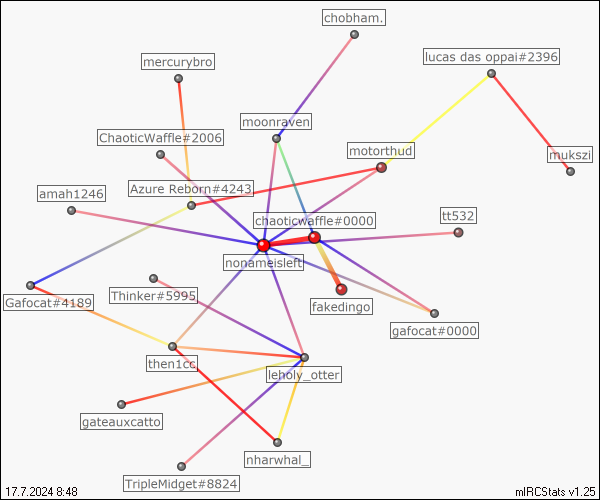 chobham.
lucas das oppai#2396
mercurybro
moonraven
ChaoticWaffle#2006
motorthud
mukszi
Azure Reborn#4243
amah1246
chaoticwaffle#0000
tt532
nonameisleft
Gafocat#4189
Thinker#5995
fakedingo
gafocat#0000
then1cc
leholy_otter
gateauxcatto
nharwhal_
TripleMidget#8824
17.7.2024 8:48
mIRCStats v1.25